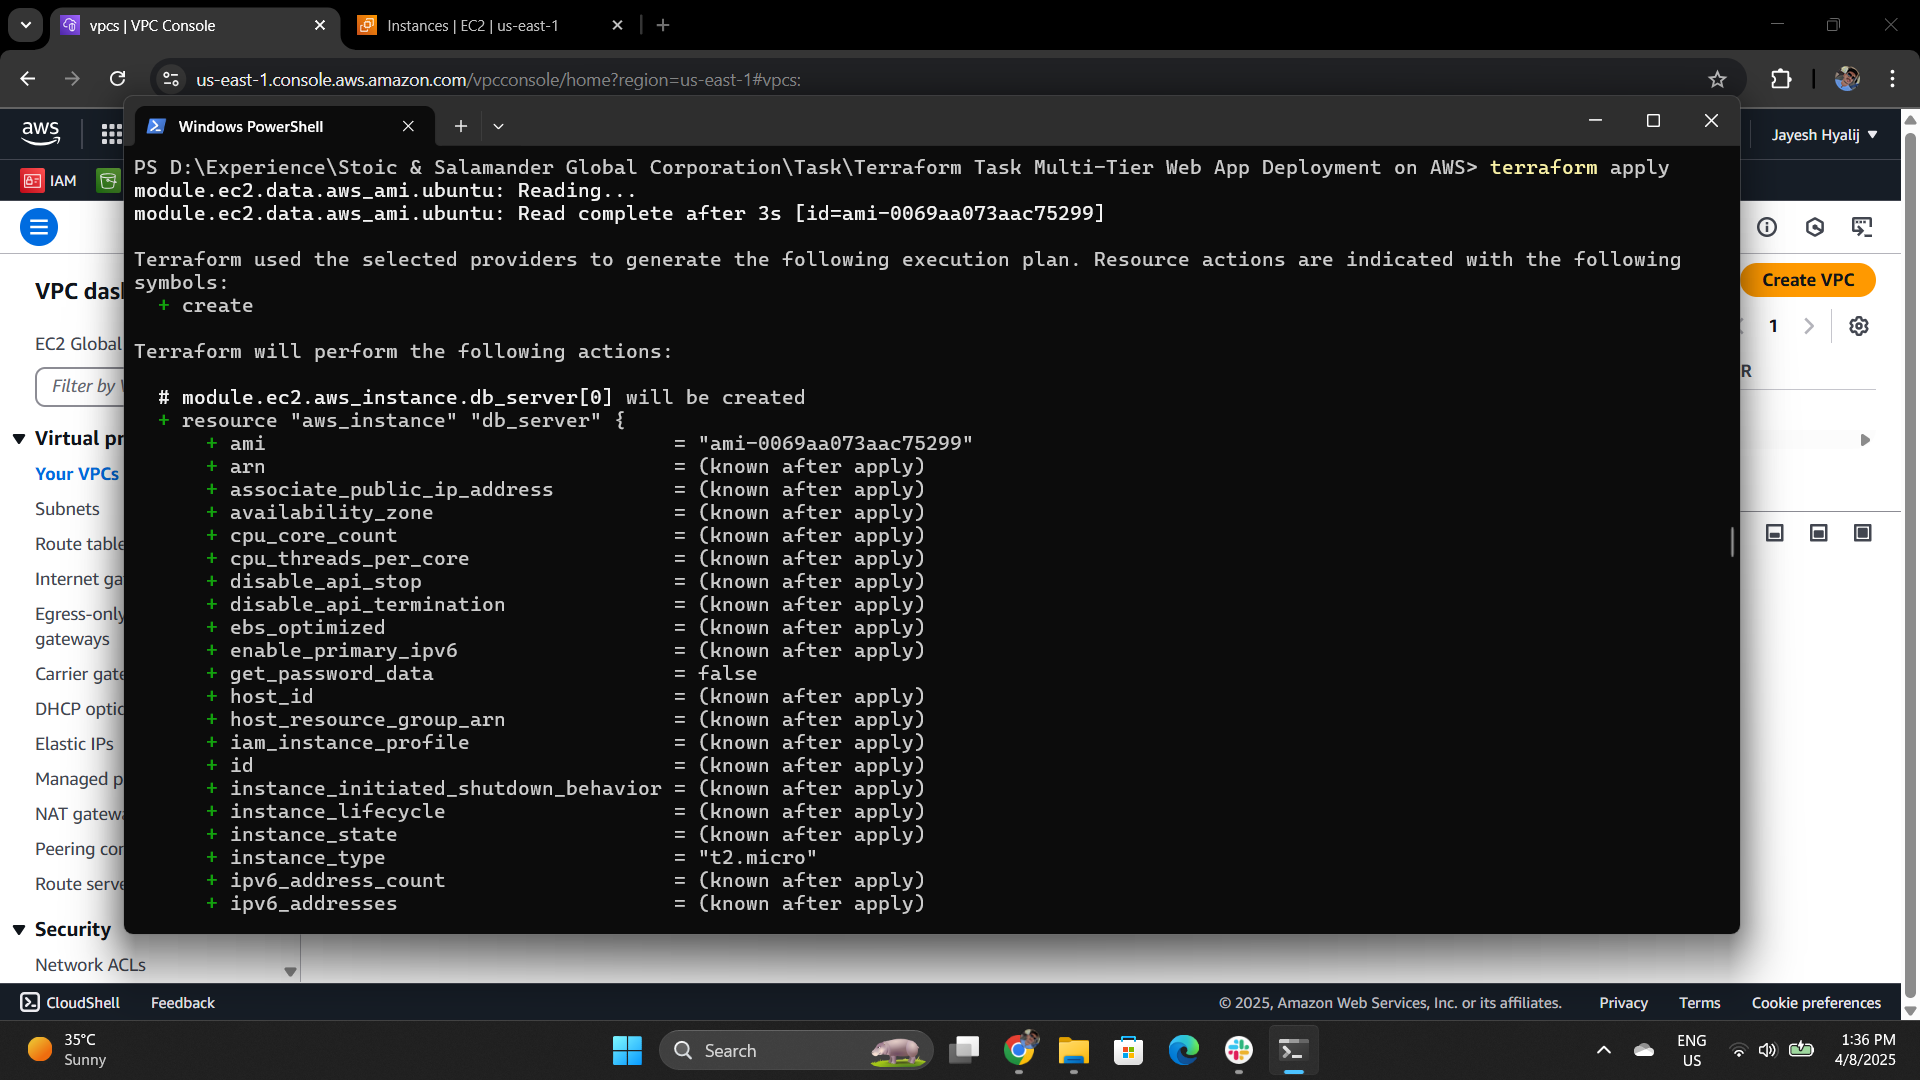 vpcs | VPC Console
Instances | EC2 | us-east-1
us-east-1.console.aws.amazon.com/vpcconsole/home?region=us-east-1#vpcs:
aws
Jayesh Hyalij
IAM
Windows PowerShell
PS D:\Experience\Stoic & Salamander Global Corporation\Task\Terraform Task Multi-Tier Web App Deployment on AWS> terraform apply
module.ec2.data.aws_ami.ubuntu: Reading...
module.ec2.data.aws_ami.ubuntu: Read complete after 3s [id=ami-0069aa073aac75299]
Terraform used the selected providers to generate the following execution plan. Resource actions are indicated with the following
symbols:
+ create
Terraform will perform the following actions:
# module.ec2.aws_instance.db_server[0] will be created
+ resource "aws_instance" "db_server" {
+ ami = "ami-0069aa073aac75299"
+ arn = (known after apply)
+ associate_public_ip_address = (known after apply)
+ availability_zone = (known after apply)
+ cpu_core_count = (known after apply)
+ cpu_threads_per_core = (known after apply)
+ disable_api_stop = (known after apply)
+ disable_api_termination = (known after apply)
+ ebs_optimized = (known after apply)
+ enable_primary_ipv6 = (known after apply)
+ get_password_data = false
+ host_id = (known after apply)
+ host_resource_group_arn = (known after apply)
+ iam_instance_profile = (known after apply)
+ id = (known after apply)
+ instance_initiated_shutdown_behavior = (known after apply)
+ instance_lifecycle = (known after apply)
+ instance_state = (known after apply)
+ instance_type = "t2.micro"
+ ipv6_address_count = (known after apply)
+ ipv6_addresses = (known after apply)
VPC das
EC2 Global
Filter by
Virtual pr
Your VPCs
Subnets
Route table
Internet ga
Egress-only
gateways
Carrier gate
DHCP optic
Elastic IPs
Managed p
NAT gatewa
Peering cor
Route serve
Security
Network ACLs
Create VPC
1
R
CloudShell
Feedback
© 2025, Amazon Web Services, Inc. or its affiliates.
Privacy
Terms
Cookie preferences
35°C
Sunny
Search
ENG
US
1:36 PM
4/8/2025